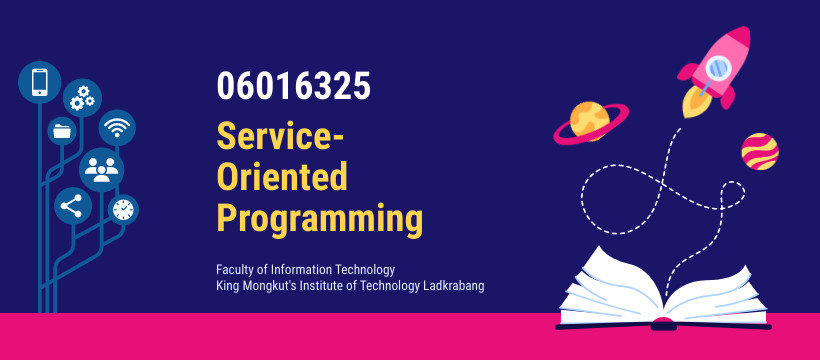 06016325
Service-
Oriented
Programming
Faculty of Information Technology
King Mongkut's Institute of Technology Ladkrabang